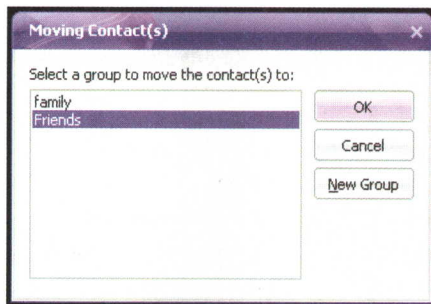 Moving Contact(s)
Select a group to move the contact(s) to:
family
Friends
OK
Cancel
New Group